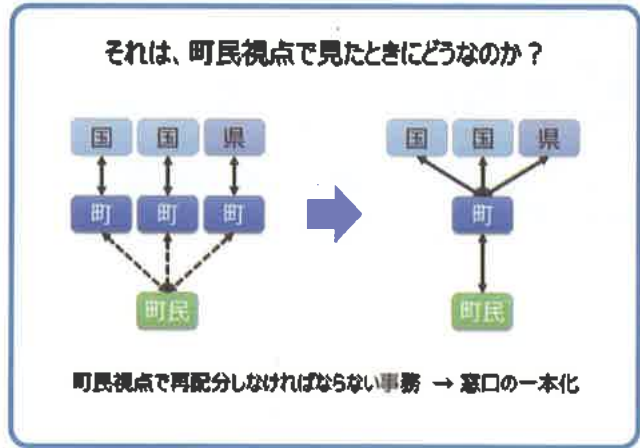 それは、町民視点で見たときにどうなのか？
国 国 県 国 国 県
町 町 町 町
町民 町民
町民視点で再配分しなければならない事務 → 窓口の一本化